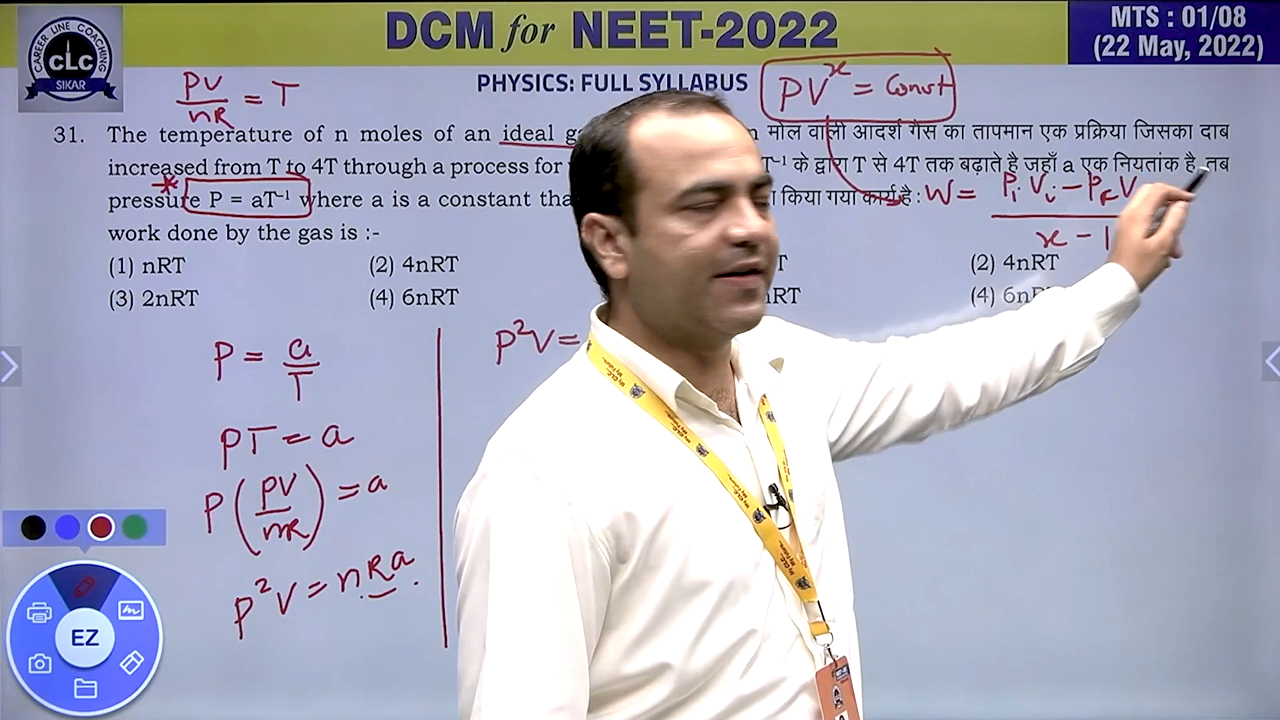 DCM for NEET-2022
MTS : 01/08
(22 May, 2022)
CAREER LINE COACHING
CLC
SIKAR
PHYSICS: FULL SYLLABUS
PV/nR = T
PV^x = Const
31. The temperature of n moles of an ideal
increased from T to 4T through a process for
pressure P = aT⁻¹ where a is a constant
work done by the gas is :-
(1) nRT (2) 4nRT
(3) 2nRT (4) 6nRT
मोल वाली आदर्श गैस का तापमान एक प्रक्रिया जिसका दाब
T⁻¹ के द्वारा T से 4T तक बढ़ाते है जहाँ a एक नियतांक है तब
किया गया कार्य है :
W = PᵢVᵢ - P_f V / x - 1
(2) 4nRT
nRT
P = a/T
PT = a
P(PV/nR) = a
P²V = nRa
P²V =
EZ